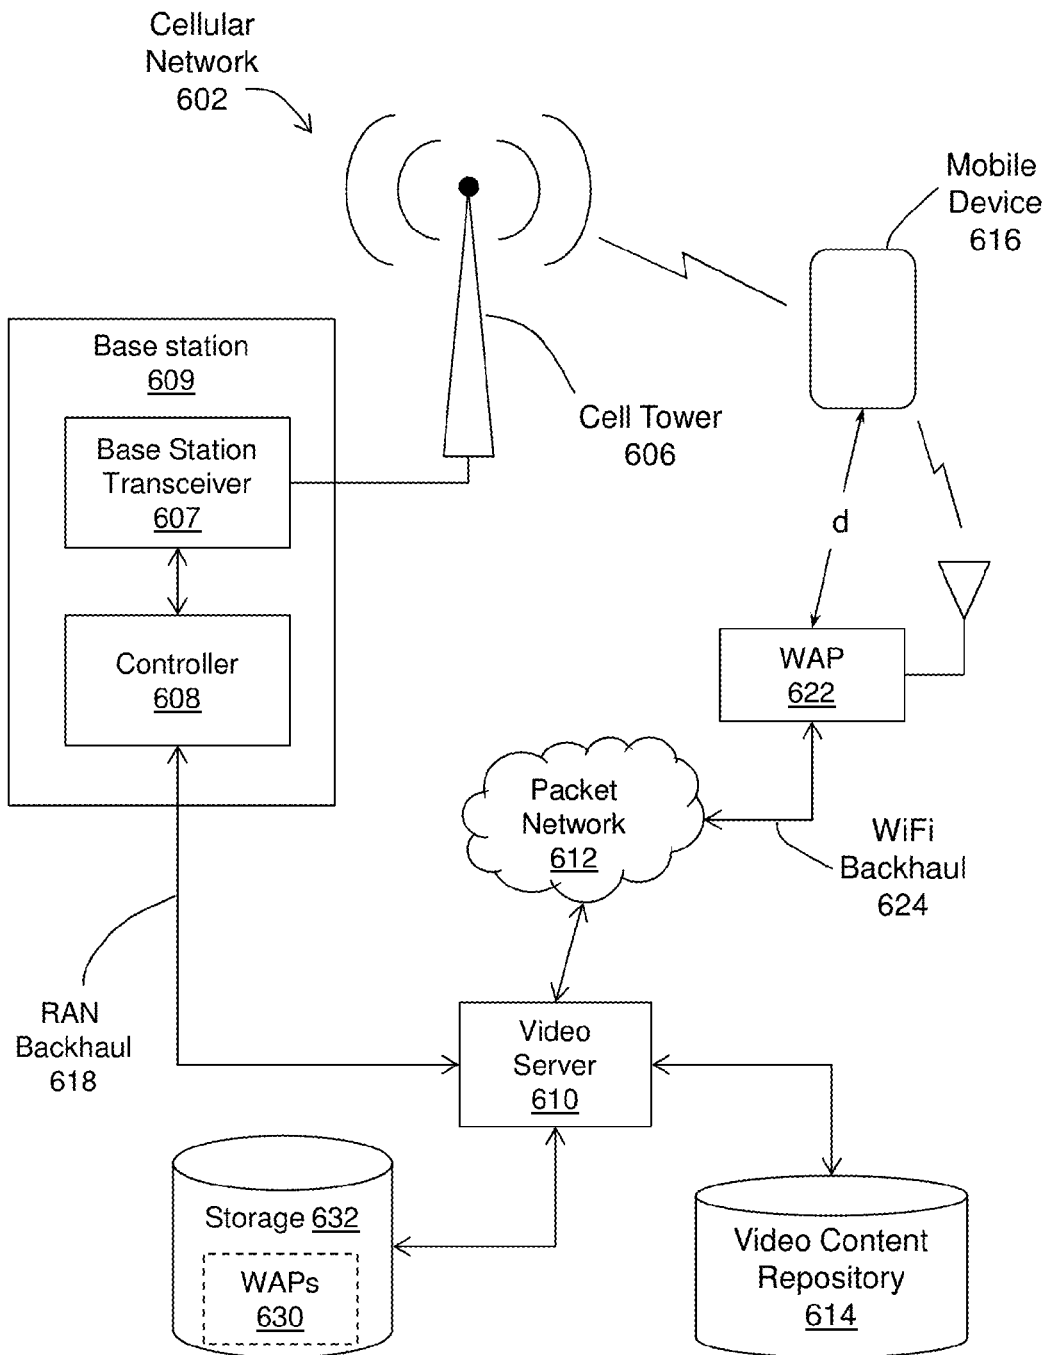 Cellular
Network
602
Mobile
Device
616
Base station
609
Base Station
Transceiver
607
Cell Tower
606
d
Controller
608
WAP
622
Packet
Network
612
WiFi
Backhaul
624
RAN
Backhaul
618
Video
Server
610
Storage 632
WAPs
630
Video Content
Repository
614